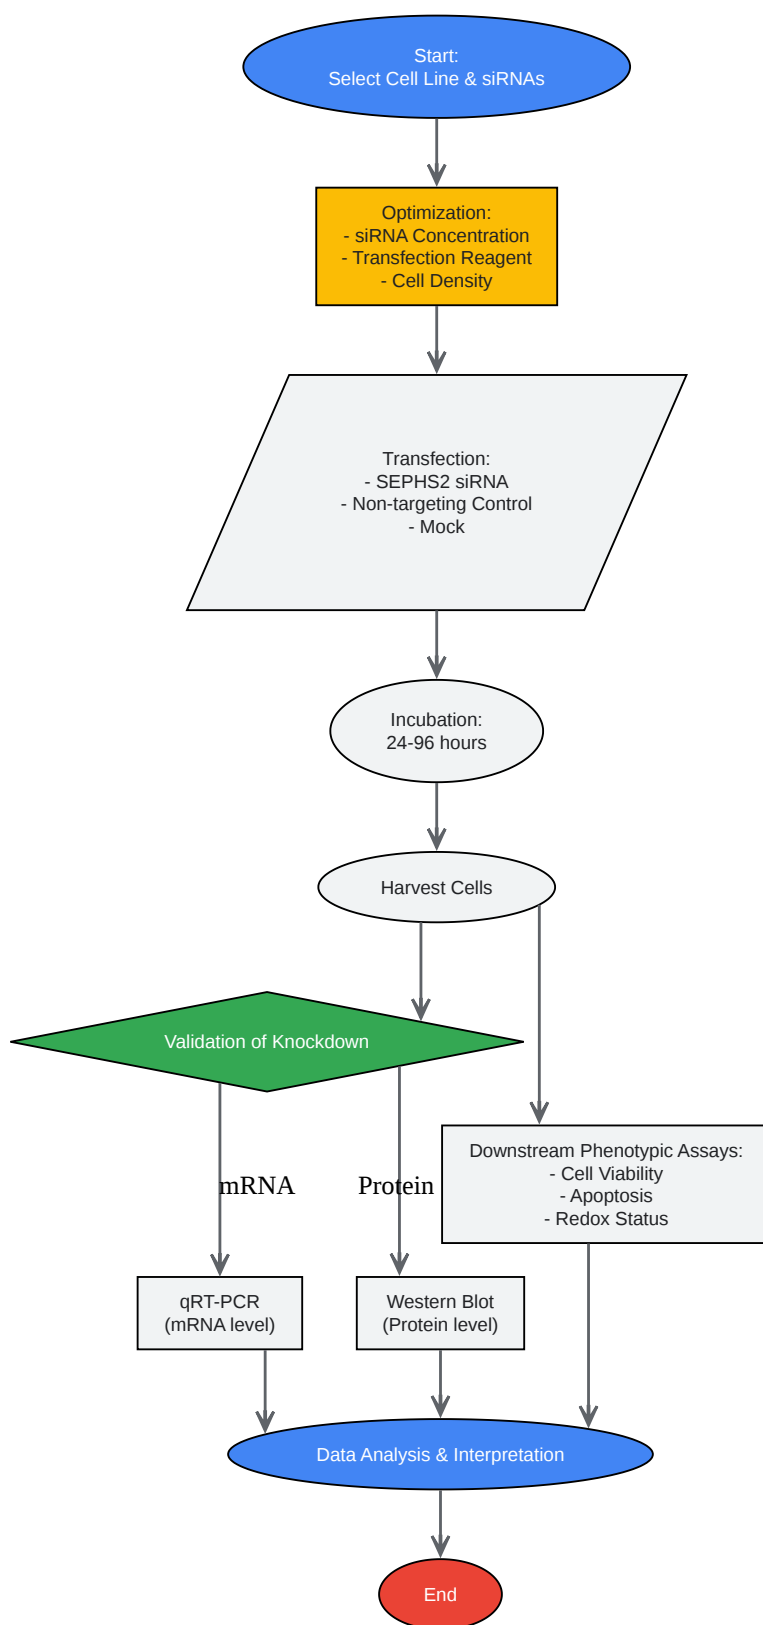 Start:
Select Cell Line & siRNAs
Optimization:
- siRNA Concentration
- Transfection Reagent
- Cell Density
Transfection:
- SEPHS2 siRNA
- Non-targeting Control
- Mock
Incubation:
24-96 hours
Harvest Cells
Validation of Knockdown
Downstream Phenotypic Assays:
- Cell Viability
- Apoptosis
- Redox Status
mRNA
Protein
qRT-PCR
(mRNA level)
Western Blot
(Protein level)
Data Analysis & Interpretation
End